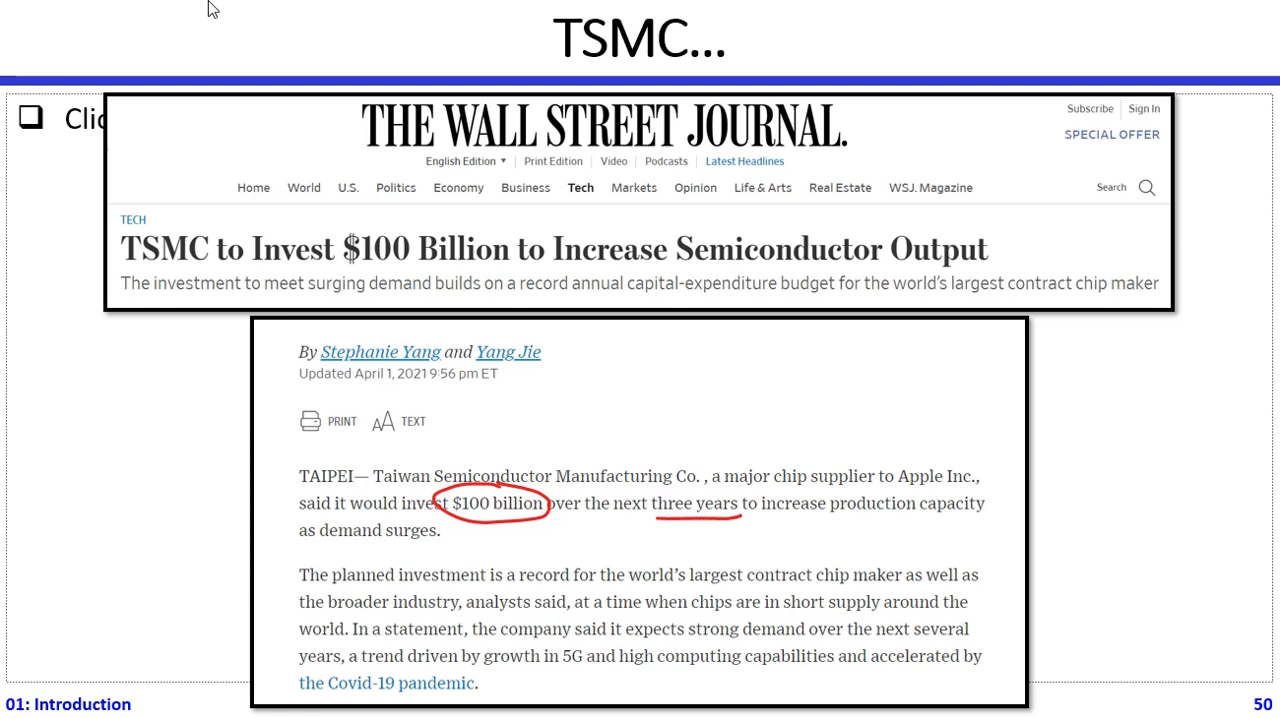 TSMC...
Clic
THE WALL STREET JOURNAL.
Subscribe Sign In
SPECIAL OFFER
English Edition Print Edition Video Podcasts Latest Headlines
Home World U.S. Politics Economy Business Tech Markets Opinion Life & Arts Real Estate WSJ. Magazine Search
TECH
TSMC to Invest $100 Billion to Increase Semiconductor Output
The investment to meet surging demand builds on a record annual capital-expenditure budget for the world's largest contract chip maker
By Stephanie Yang and Yang Jie
Updated April 1, 2021 9:56 pm ET
PRINT AA TEXT
TAIPEI— Taiwan Semiconductor Manufacturing Co. , a major chip supplier to Apple Inc.,
said it would invest $100 billion over the next three years to increase production capacity
as demand surges.
The planned investment is a record for the world's largest contract chip maker as well as
the broader industry, analysts said, at a time when chips are in short supply around the
world. In a statement, the company said it expects strong demand over the next several
years, a trend driven by growth in 5G and high computing capabilities and accelerated by
the Covid-19 pandemic.
01: Introduction
50